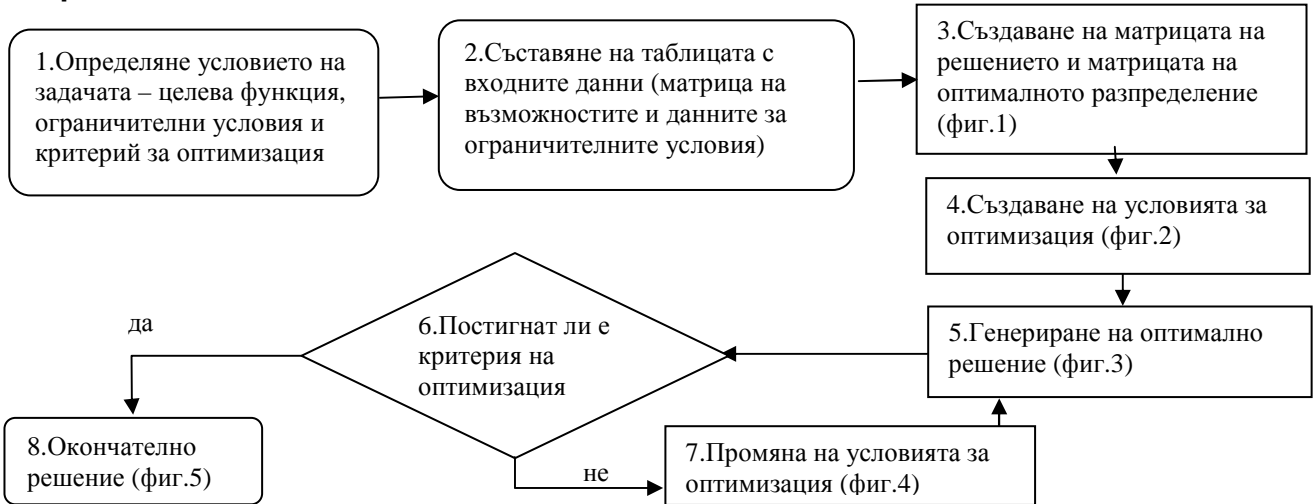 1.Определяне условието на
задачата – целева функция,
ограничителни условия и
критерий за оптимизация
2.Съставяне на таблицата с
входните данни (матрица на
възможностите и данните за
ограничителните условия)
3.Създаване на матрицата на
решението и матрицата на
оптималното разпределение
(фиг.1)
4.Създаване на условията за
оптимизация (фиг.2)
5.Генериране на оптимално
решение (фиг.3)
6.Постигнат ли е
критерия на
оптимизация
да
не
7.Промяна на условията за
оптимизация (фиг.4)
8.Окончателно
решение (фиг.5)